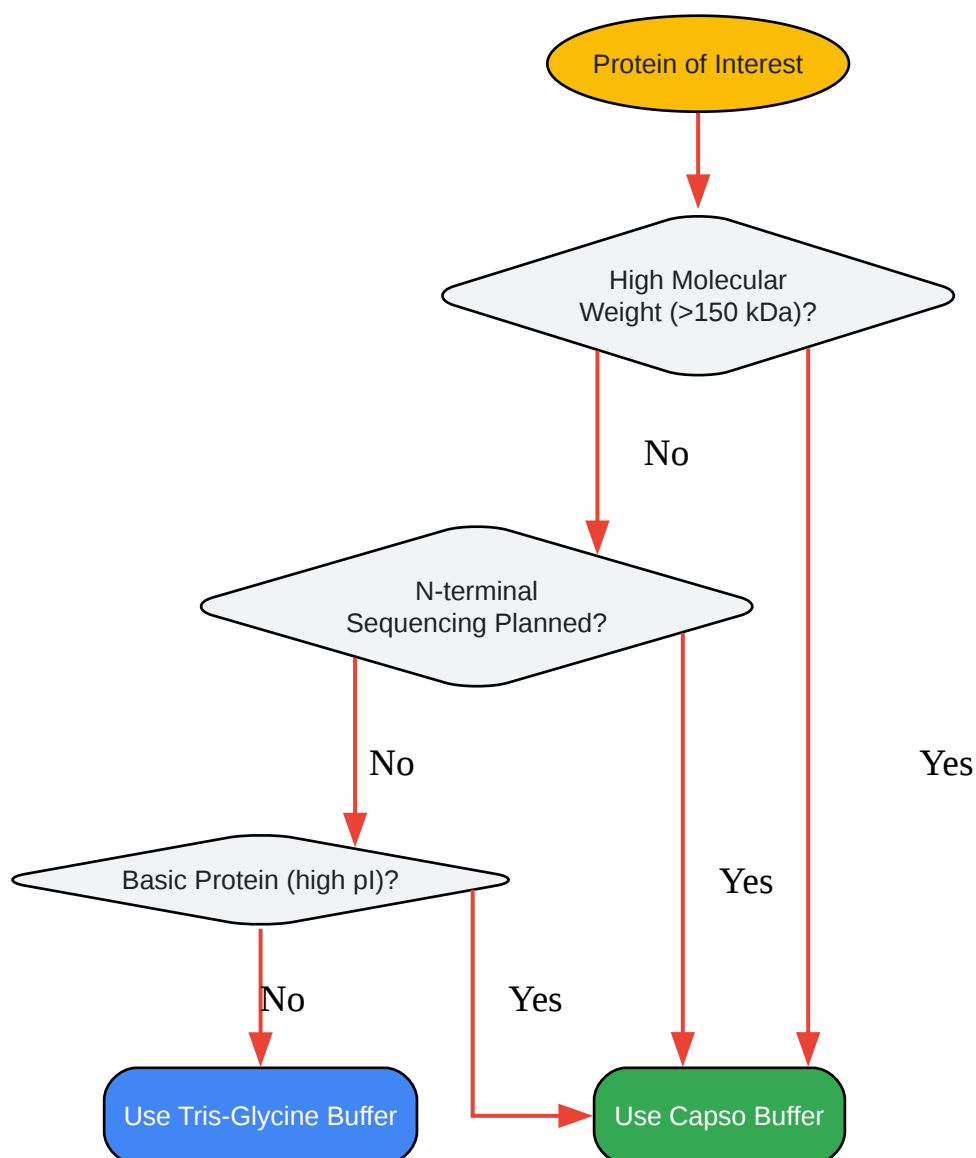 Protein of Interest
High Molecular
Weight (>150 kDa)?
No
N-terminal
Sequencing Planned?
No
Yes
Basic Protein (high pI)?
Yes
No
Yes
Use Tris-Glycine Buffer
Use Capso Buffer